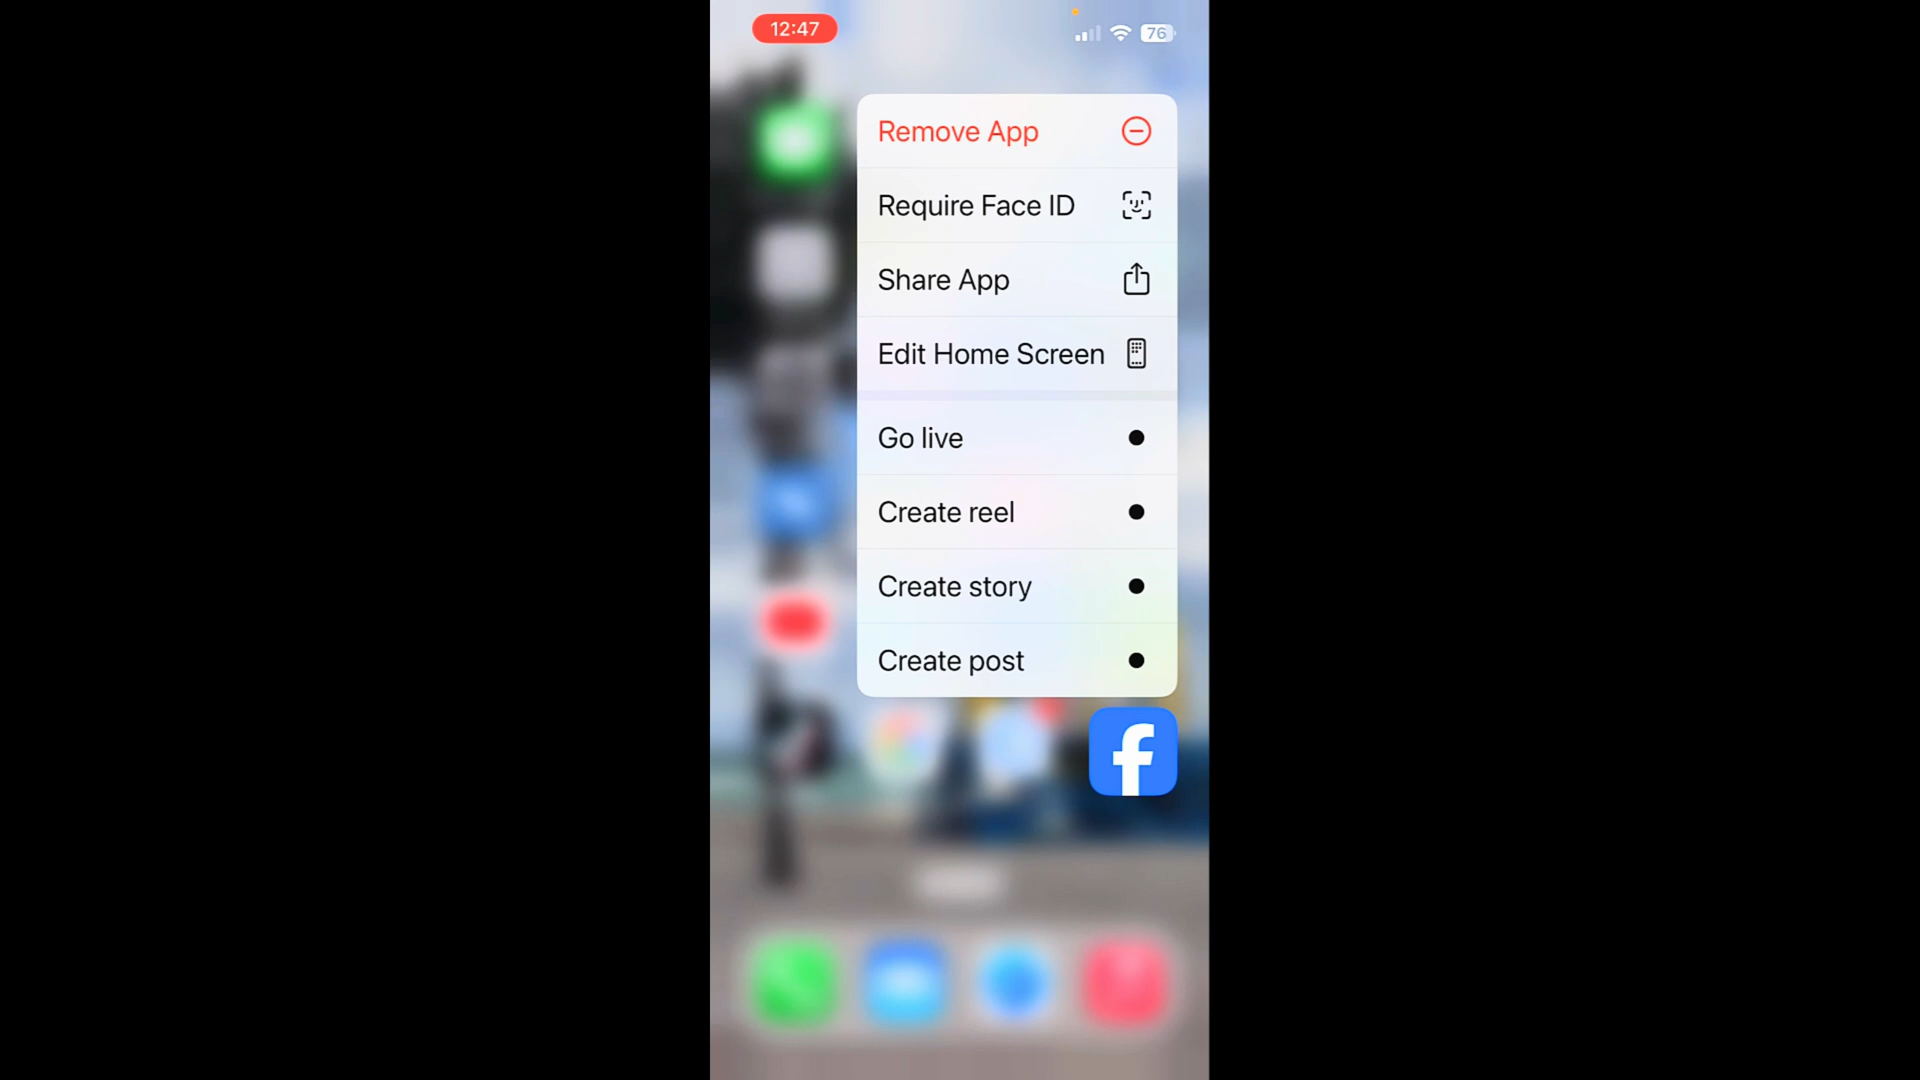 12:47
76
Remove App
Require Face ID
Share App
Edit Home Screen
Go live
Create reel
Create story
Create post